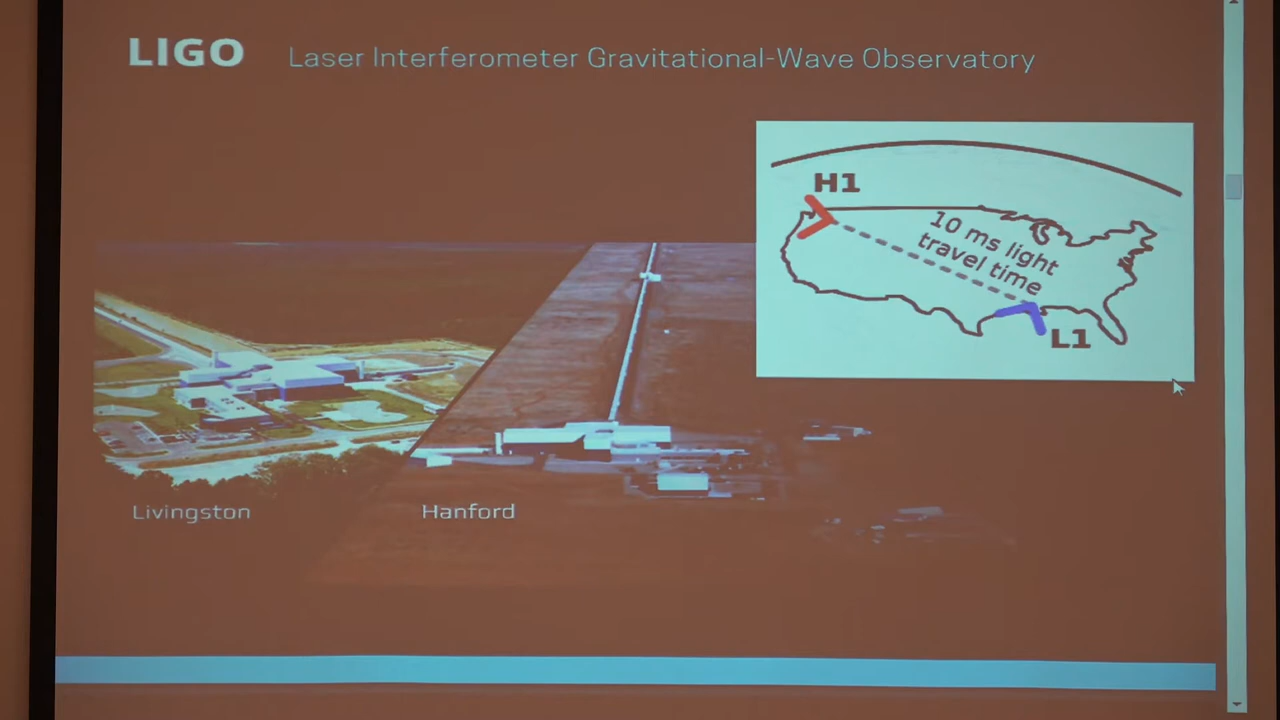 LIGO Laser Interferometer Gravitational-Wave Observatory
H1
10 ms light
travel time
L1
Livingston
Hanford